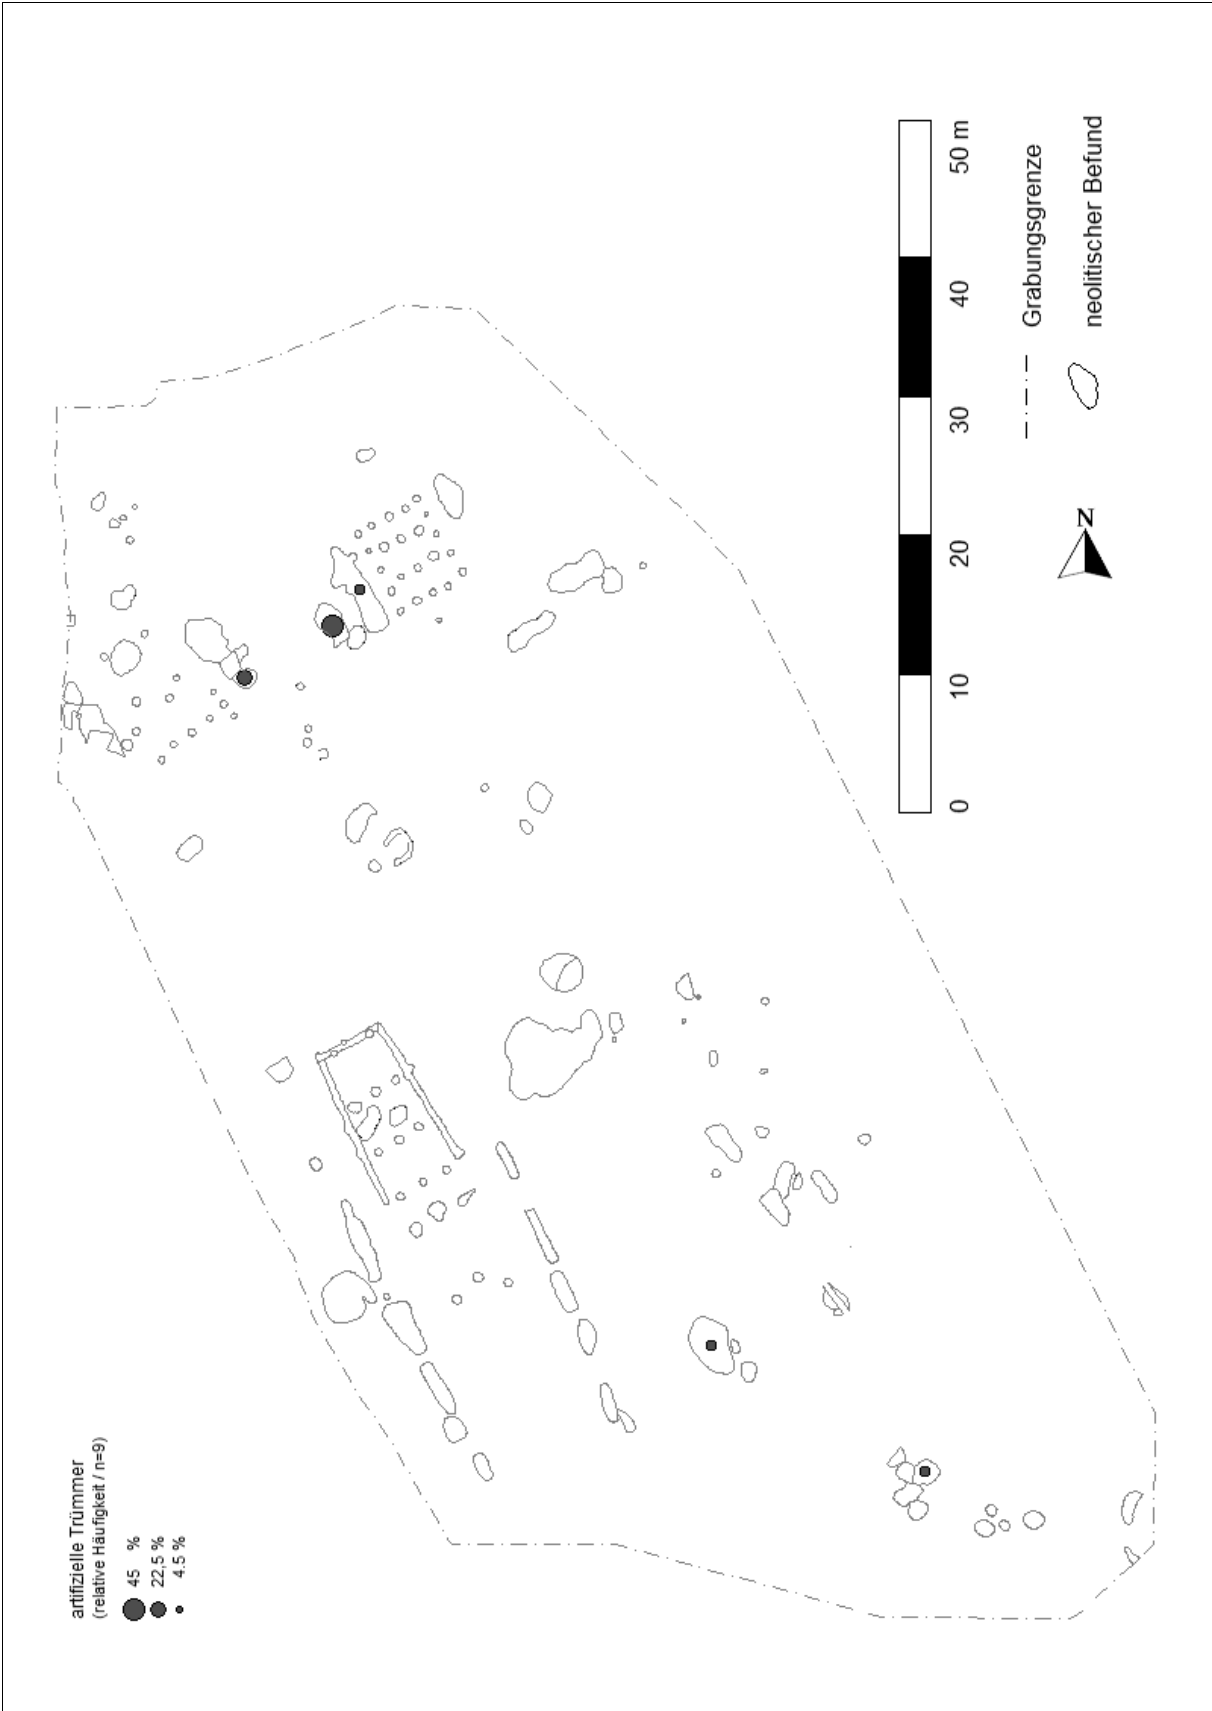 artifizielle Trümmer
(relative Häufigkeit / n=9)
45 %
22,5 %
4.5 %
0 10 20 30 40 50 m
Grabungsgrenze
neolitischer Befund
N